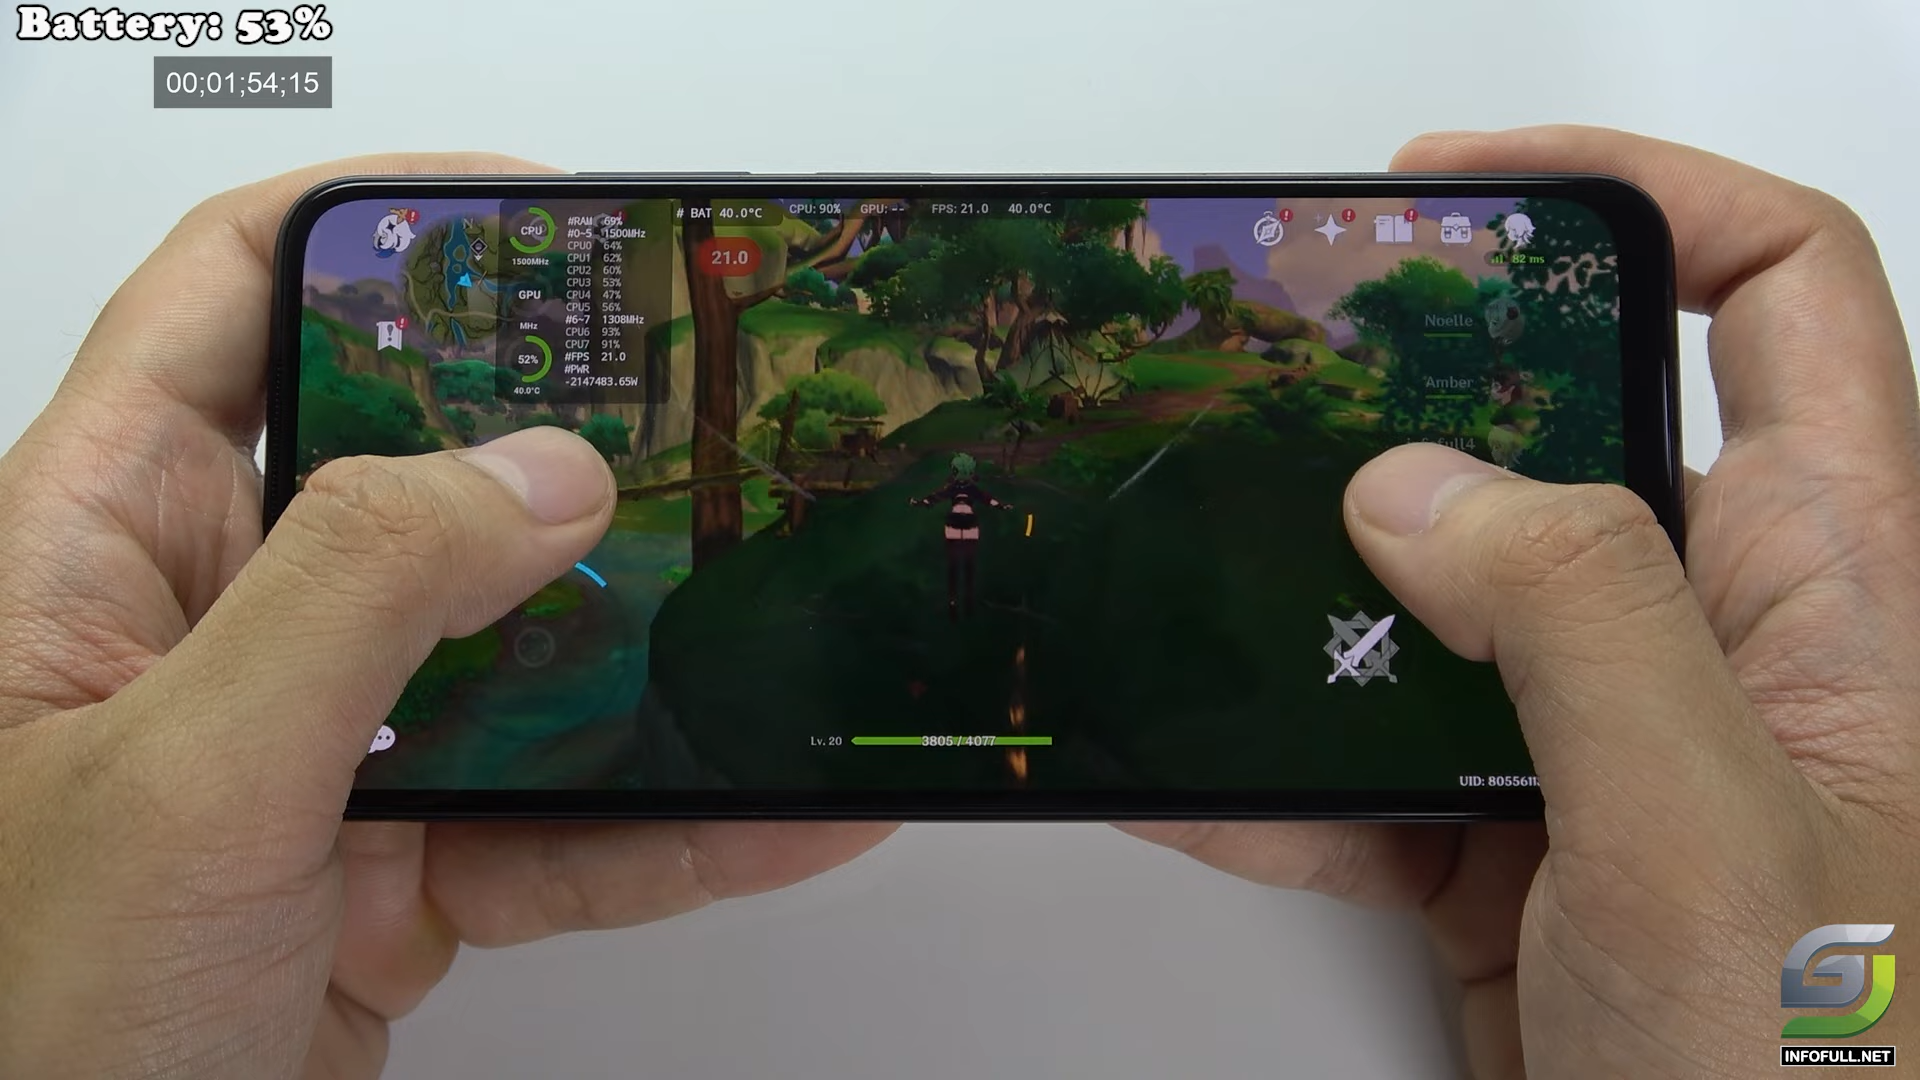 Battery: 53%
00;01;54;15
# BAT 40.0°C
CPU: 90% GPU: -- FPS: 21.0 40.0°C
21.0
N
CPU
1500MHz
GPU
MHz
52%
40.0°C
#RAM 69%
#0~5 1500MHz
CPU0 64%
CPU1 62%
CPU2 60%
CPU3 53%
CPU4 47%
CPU5 56%
#6~7 1308MHz
CPU6 93%
CPU7 91%
#FPS 21.0
#PWR
-2147483.65W
82 ms
Noelle
Amber
infofull4
Lv. 20 3805 / 4077
UID: 8055611
INFOFULL.NET